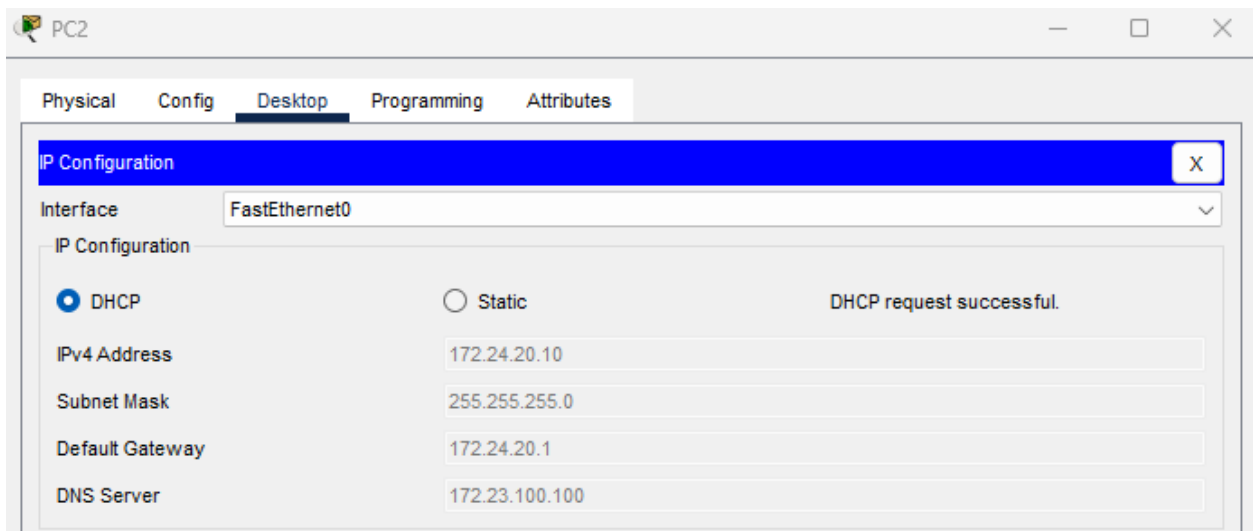 PC2
Physical Config Desktop Programming Attributes
IP Configuration X
Interface FastEthernet0
IP Configuration
DHCP Static DHCP request successful.
IPv4 Address 172.24.20.10
Subnet Mask 255.255.255.0
Default Gateway 172.24.20.1
DNS Server 172.23.100.100